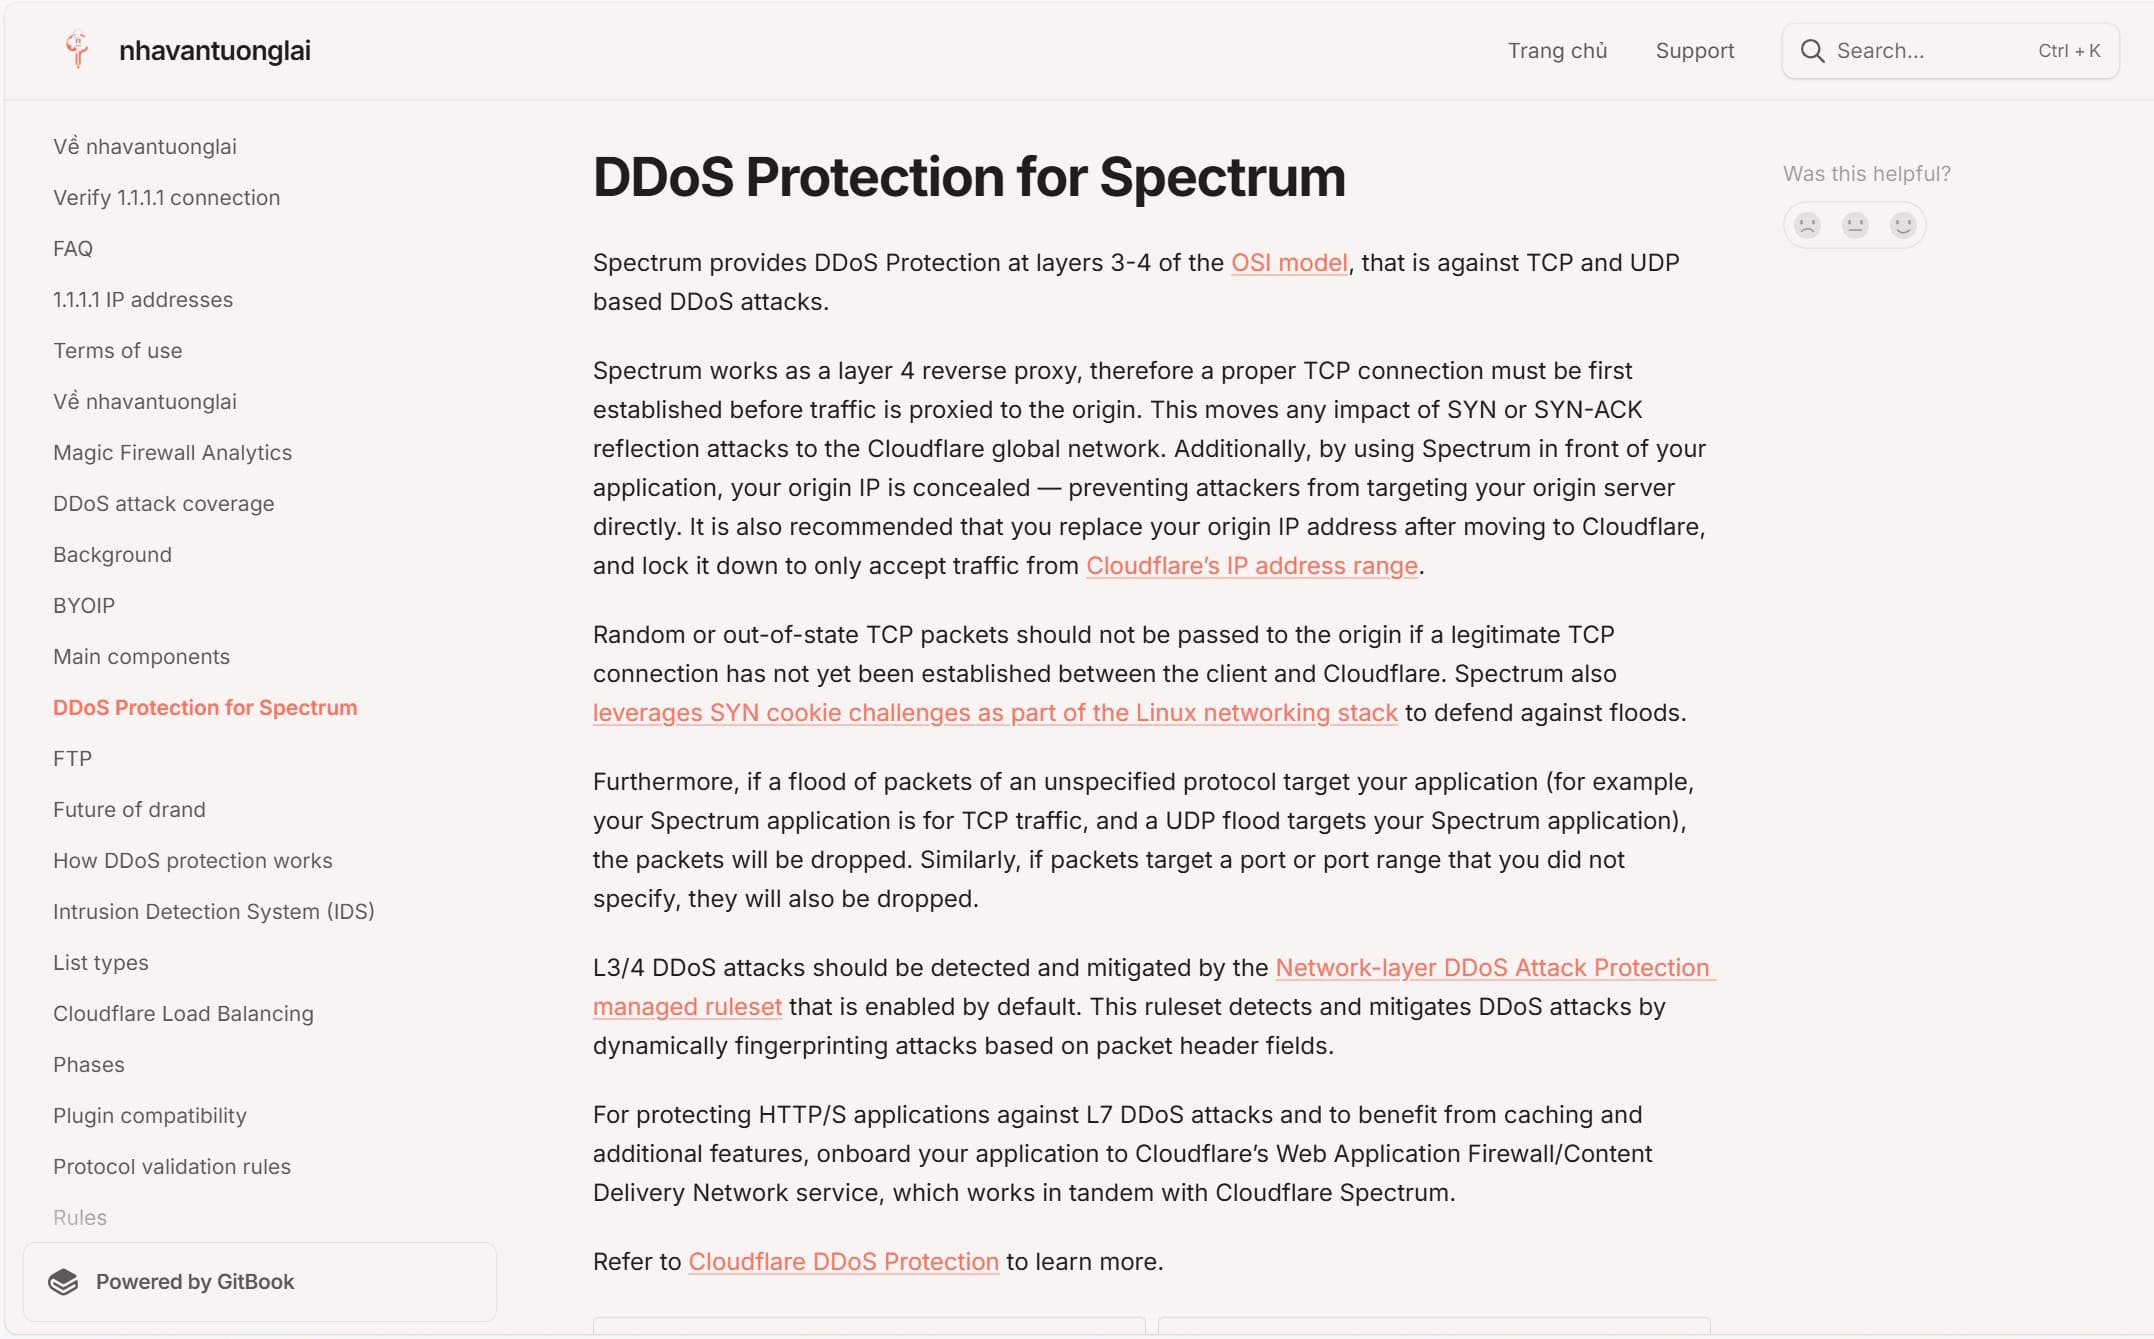 nhavantuonglai
Trang chủ
Support
Search...
Ctrl + K
Về nhavantuonglai
Verify 1.1.1.1 connection
FAQ
1.1.1.1 IP addresses
Terms of use
Về nhavantuonglai
Magic Firewall Analytics
DDoS attack coverage
Background
BYOIP
Main components
DDoS Protection for Spectrum
FTP
Future of drand
How DDoS protection works
Intrusion Detection System (IDS)
List types
Cloudflare Load Balancing
Phases
Plugin compatibility
Protocol validation rules
Rules
Powered by GitBook
DDoS Protection for Spectrum
Spectrum provides DDoS Protection at layers 3-4 of the OSI model, that is against TCP and UDP
based DDoS attacks.
Spectrum works as a layer 4 reverse proxy, therefore a proper TCP connection must be first
established before traffic is proxied to the origin. This moves any impact of SYN or SYN-ACK
reflection attacks to the Cloudflare global network. Additionally, by using Spectrum in front of your
application, your origin IP is concealed — preventing attackers from targeting your origin server
directly. It is also recommended that you replace your origin IP address after moving to Cloudflare,
and lock it down to only accept traffic from Cloudflare’s IP address range.
Random or out-of-state TCP packets should not be passed to the origin if a legitimate TCP
connection has not yet been established between the client and Cloudflare. Spectrum also
leverages SYN cookie challenges as part of the Linux networking stack to defend against floods.
Furthermore, if a flood of packets of an unspecified protocol target your application (for example,
your Spectrum application is for TCP traffic, and a UDP flood targets your Spectrum application),
the packets will be dropped. Similarly, if packets target a port or port range that you did not
specify, they will also be dropped.
L3/4 DDoS attacks should be detected and mitigated by the Network-layer DDoS Attack Protection
managed ruleset that is enabled by default. This ruleset detects and mitigates DDoS attacks by
dynamically fingerprinting attacks based on packet header fields.
For protecting HTTP/S applications against L7 DDoS attacks and to benefit from caching and
additional features, onboard your application to Cloudflare’s Web Application Firewall/Content
Delivery Network service, which works in tandem with Cloudflare Spectrum.
Refer to Cloudflare DDoS Protection to learn more.
Was this helpful?